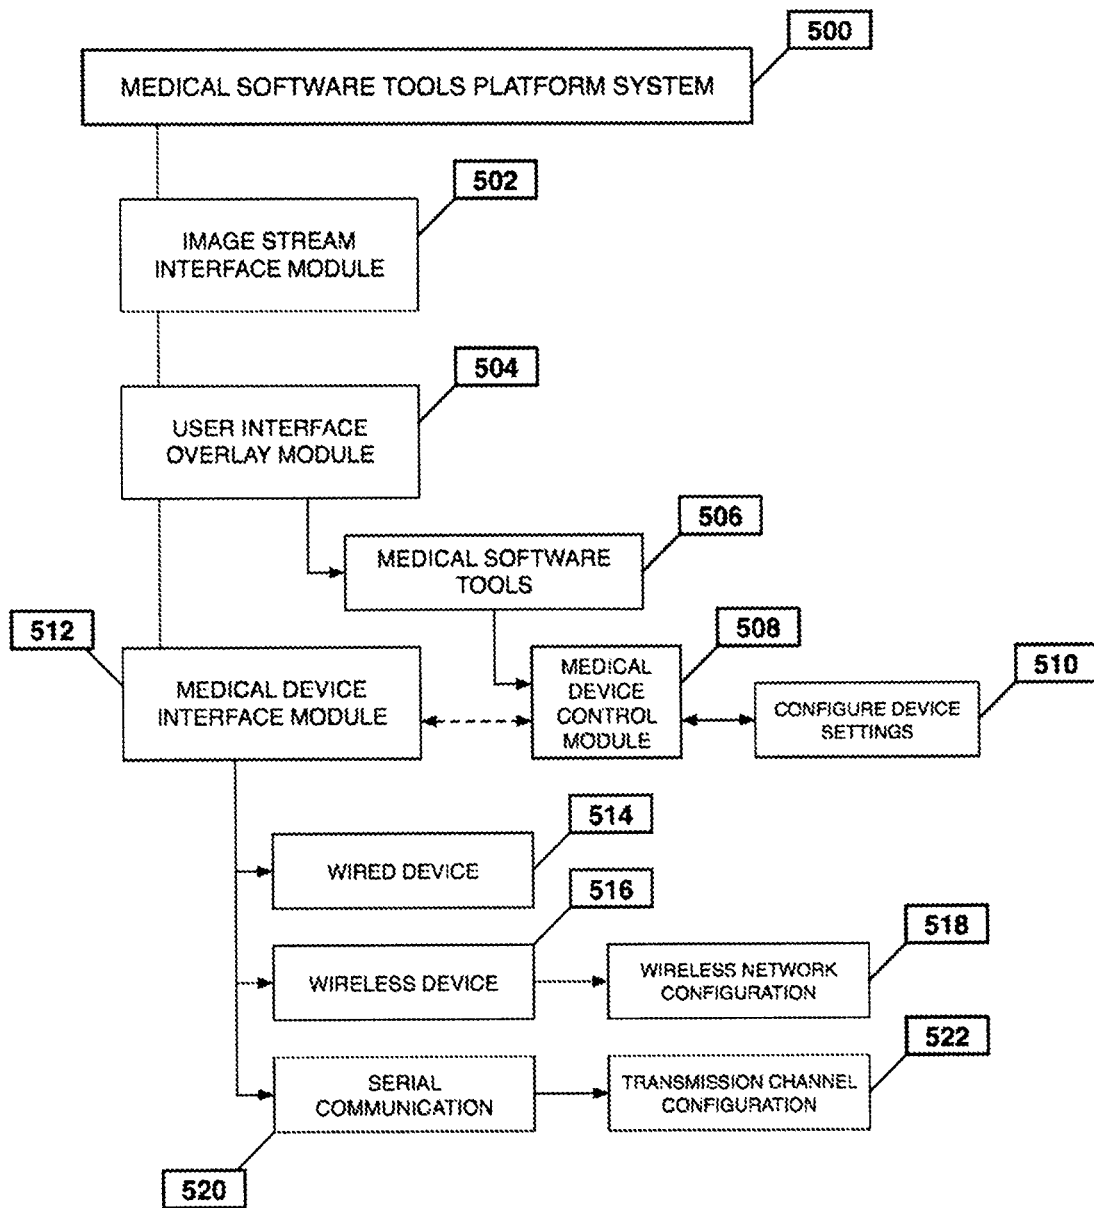 500
MEDICAL SOFTWARE TOOLS PLATFORM SYSTEM
502
IMAGE STREAM
INTERFACE MODULE
504
USER INTERFACE
OVERLAY MODULE
506
MEDICAL SOFTWARE
TOOLS
512
MEDICAL DEVICE
INTERFACE MODULE
508
MEDICAL
DEVICE
CONTROL
MODULE
510
CONFIGURE DEVICE
SETTINGS
514
WIRED DEVICE
516
WIRELESS DEVICE
518
WIRELESS NETWORK
CONFIGURATION
520
SERIAL
COMMUNICATION
522
TRANSMISSION CHANNEL
CONFIGURATION